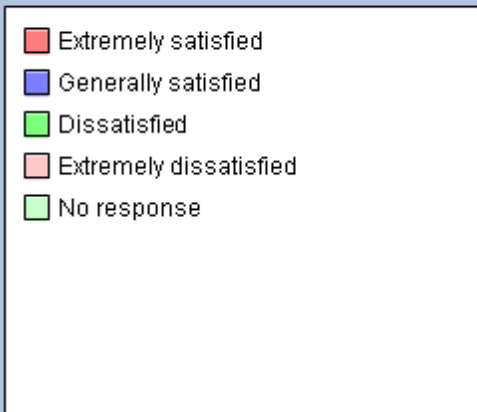 Extremely satisfied
Generally satisfied
Dissatisfied
Extremely dissatisfied
No response